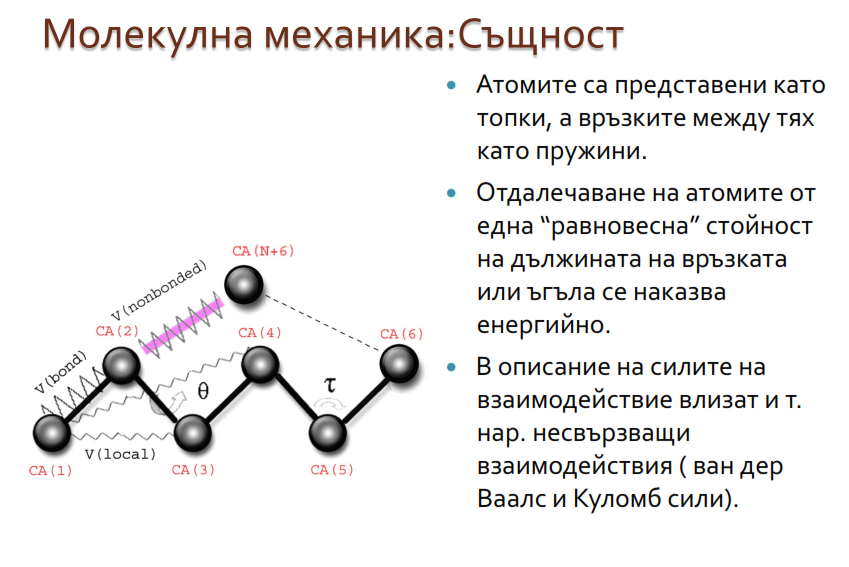 Молекулна механика:Същност
Атомите са представени като
топки, а връзките между тях
като пружини.
Отдалечаване на атомите от
една “равновесна” стойност
на дължината на връзката
или ъгъла се наказва
енергийно.
В описание на силите на
взаимодействие влизат и т.
нар. несвързващи
взаимодействия ( ван дер
Ваалс и Куломб сили).
CA(N+6)
V(nonbonded)
CA(2)
CA(4)
CA(6)
V(bond)
θ
τ
V(local)
CA(1)
CA(3)
CA(5)